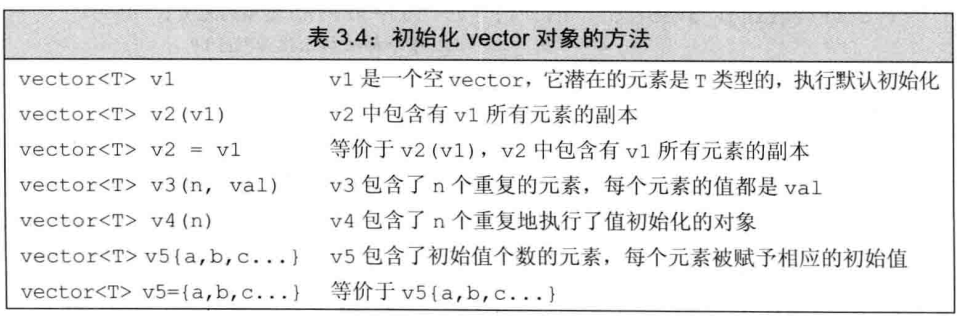 表 3.4：初始化 vector 对象的方法
vector<T> v1 v1 是一个空 vector，它潜在的元素是 T 类型的，执行默认初始化
vector<T> v2(v1) v2 中包含有 v1 所有元素的副本
vector<T> v2 = v1 等价于 v2(v1)，v2 中包含有 v1 所有元素的副本
vector<T> v3(n, val) v3 包含了 n 个重复的元素，每个元素的值都是 val
vector<T> v4(n) v4 包含了 n 个重复地执行了值初始化的对象
vector<T> v5{a,b,c...} v5 包含了初始值个数的元素，每个元素被赋予相应的初始值
vector<T> v5={a,b,c...} 等价于 v5{a,b,c...}